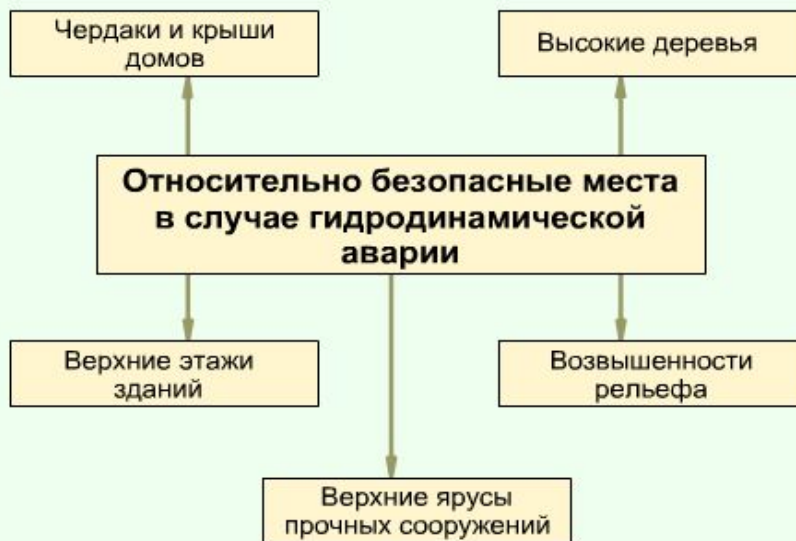 Чердаки и крыши
домов
Высокие деревья
Относительно безопасные места
в случае гидродинамической
аварии
Верхние этажи
зданий
Возвышенности
рельефа
Верхние ярусы
прочных сооружений